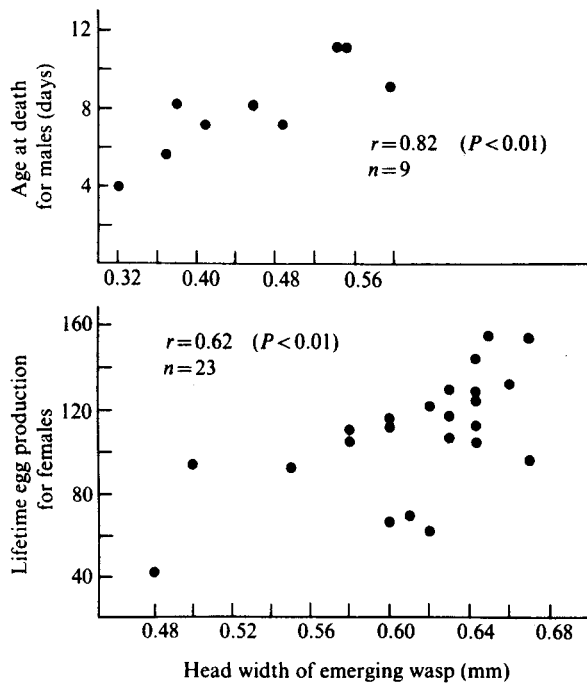 Age at death
for males (days)
12
8
4
r=0.82 (P<0.01)
n=9
0.32 0.40 0.48 0.56
Lifetime egg production
for females
160
120
80
40
r=0.62 (P<0.01)
n=23
0.48 0.52 0.56 0.60 0.64 0.68
Head width of emerging wasp (mm)